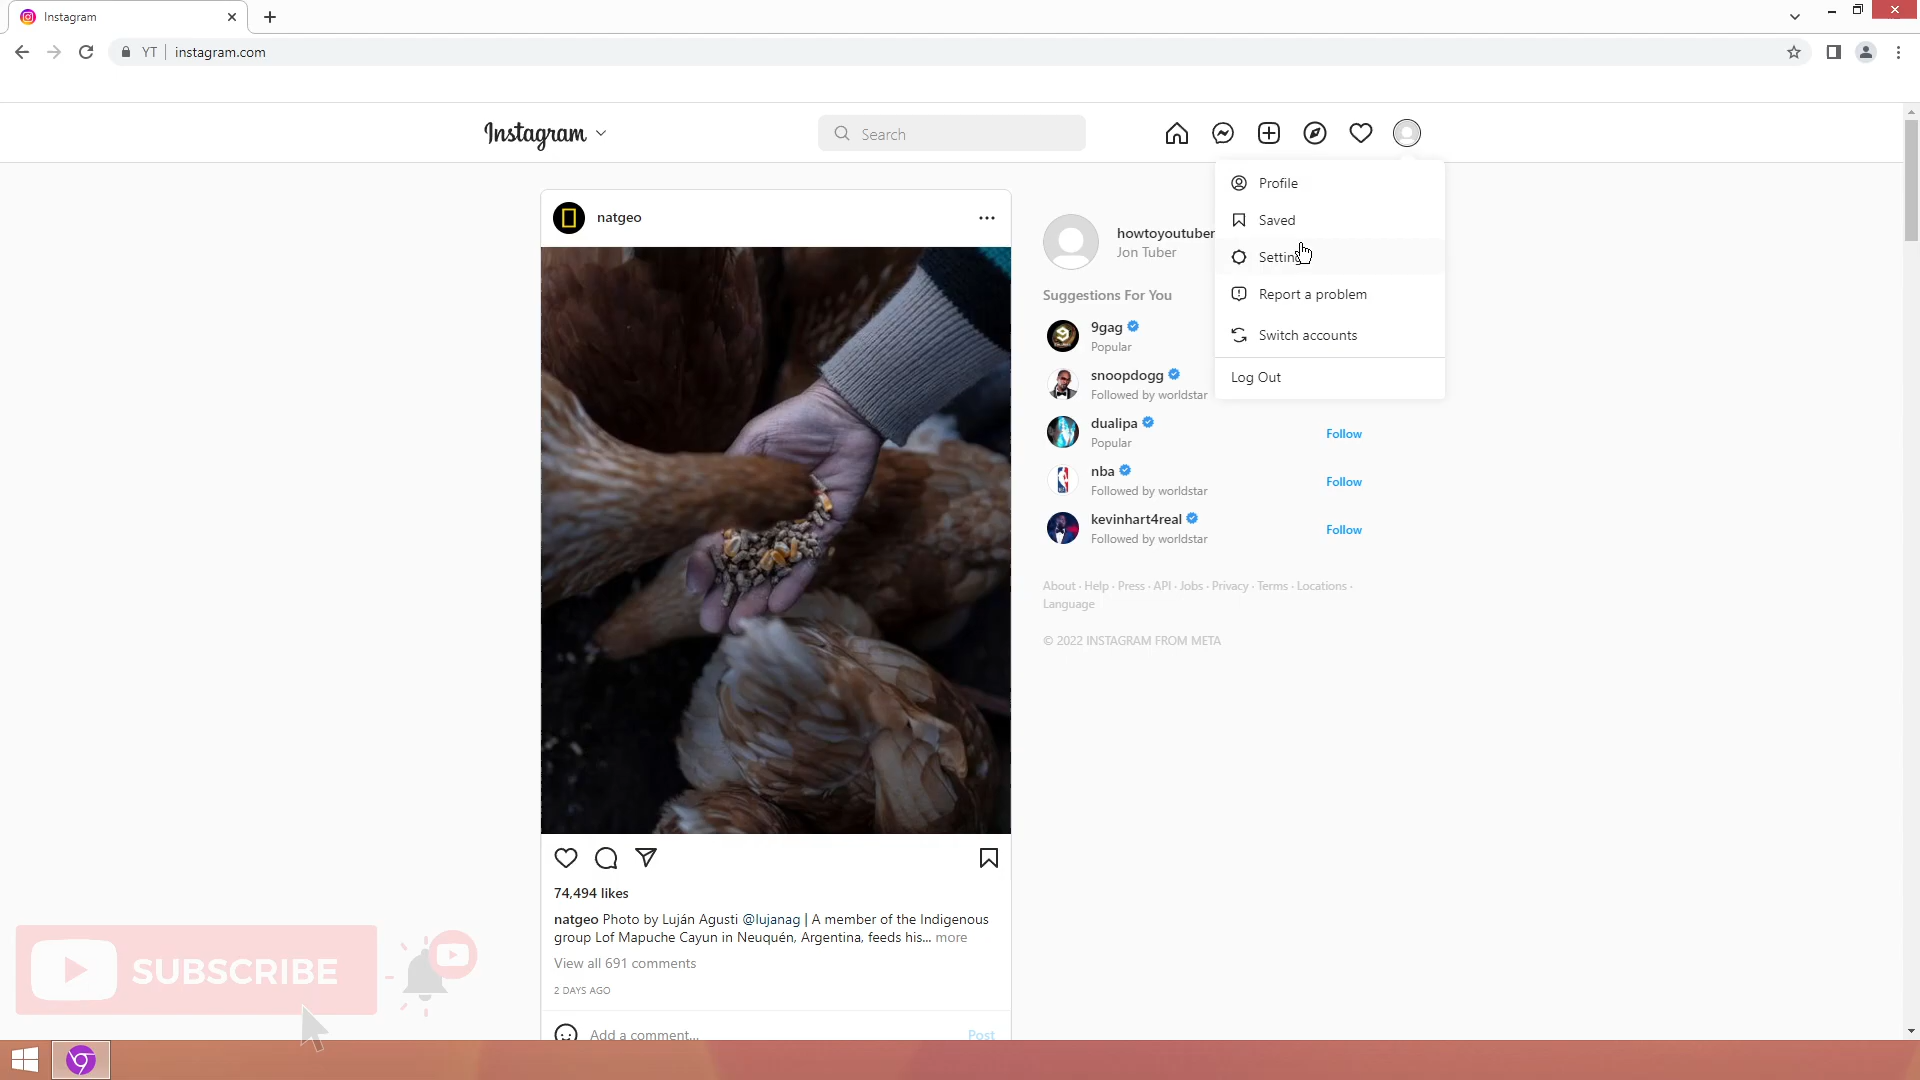 Instagram
YT
instagram.com
Instagram
Search
Profile
Saved
Report a problem
Switch accounts
Log Out
natgeo
howtoyoutuber
Jon Tuber
Suggestions For You
9gag
Popular
snoopdogg
Followed by worldstar
dualipa
Popular
Follow
nba
Followed by worldstar
Follow
kevinhart4real
Followed by worldstar
Follow
About · Help · Press · API · Jobs · Privacy · Terms · Locations ·
Language
© 2022 INSTAGRAM FROM META
74,494 likes
natgeo Photo by Luján Agusti @lujanag | A member of the Indigenous
group Lof Mapuche Cayun in Neuquén, Argentina, feeds his... more
View all 691 comments
2 DAYS AGO
Add a comment...
Post
SUBSCRIBE